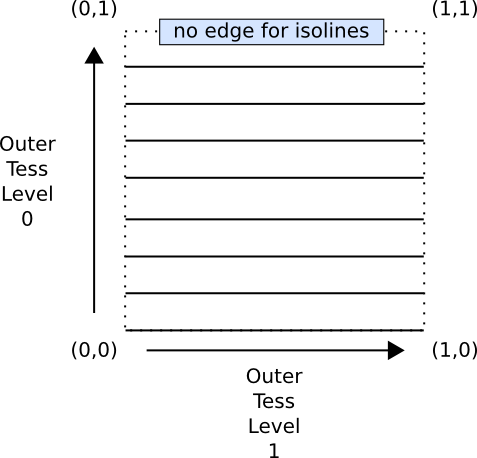 (0,1)
(1,1)
no edge for isolines
Outer
Tess
Level
0
(0,0)
(1,0)
Outer
Tess
Level
1